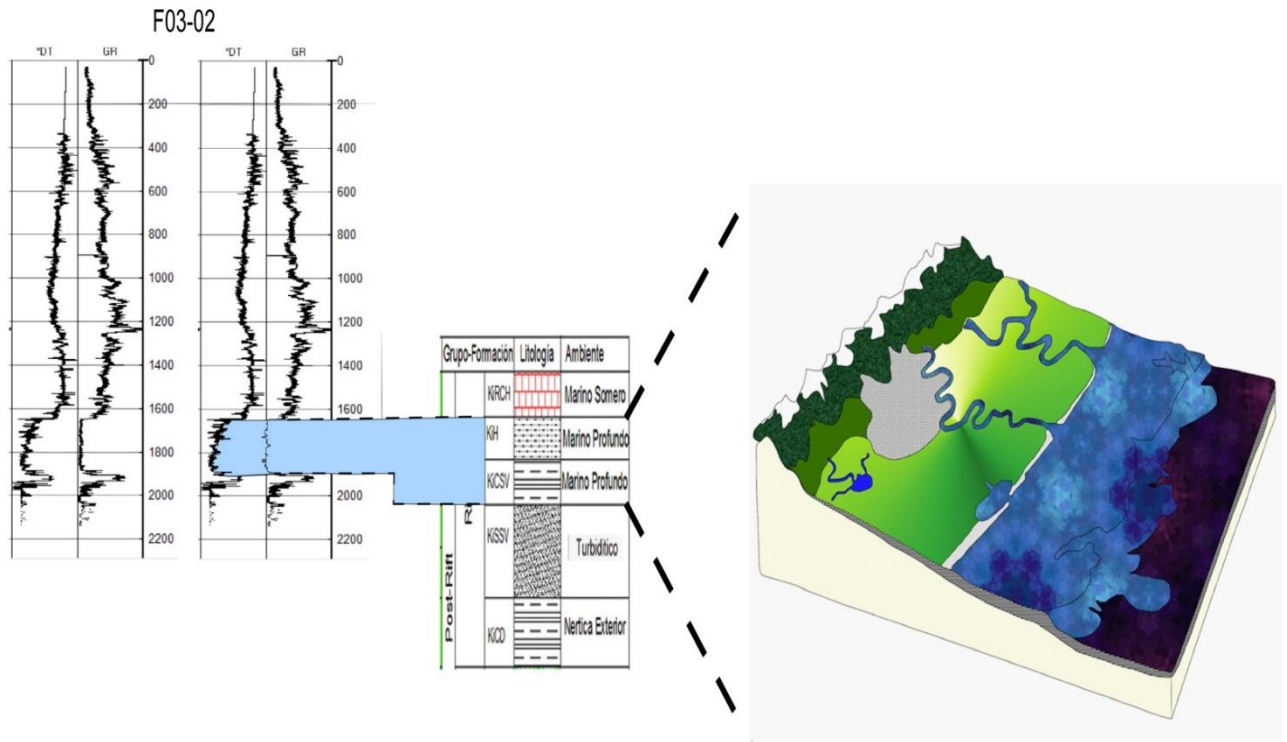 F03-02
*DT GR *DT GR
0 0
200 200
400 400
600 600
800 800
1000 1000
1200 1200
1400 1400
1600 1600
1800 1800
2000 2000
2200 2200
Grupo-Formación Litología Ambiente
KiRCH Marino Somero
KiH Marino Profundo
KiCSV Marino Profundo
KiSSV Turbidítico
KiCD Nertica Exterior
Post-Rift